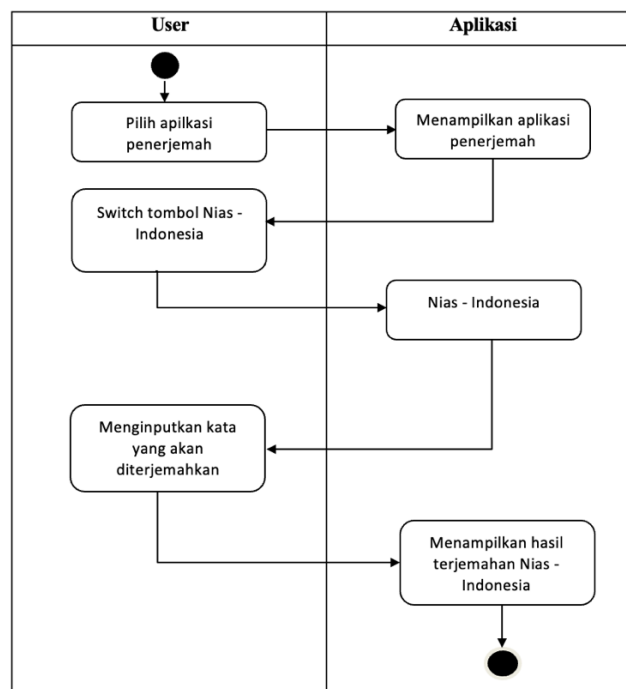 User
Aplikasi
Pilih apilkasi
penerjemah
Menampilkan aplikasi
penerjemah
Switch tombol Nias -
Indonesia
Nias - Indonesia
Menginputkan kata
yang akan
diterjemahkan
Menampilkan hasil
terjemahan Nias -
Indonesia